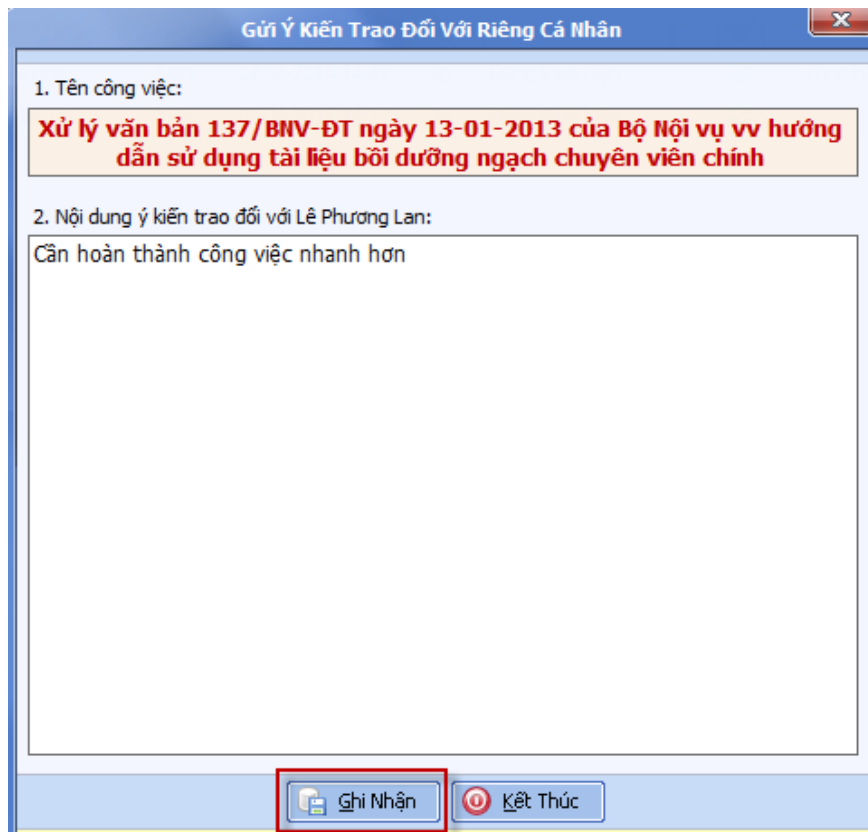 Gửi Ý Kiến Trao Đổi Với Riêng Cá Nhân
1. Tên công việc:
Xử lý văn bản 137/BNV-ĐT ngày 13-01-2013 của Bộ Nội vụ vv hướng
dẫn sử dụng tài liệu bồi dưỡng ngạch chuyên viên chính
2. Nội dung ý kiến trao đổi với Lê Phương Lan:
Cần hoàn thành công việc nhanh hơn
Ghi Nhận Kết Thúc